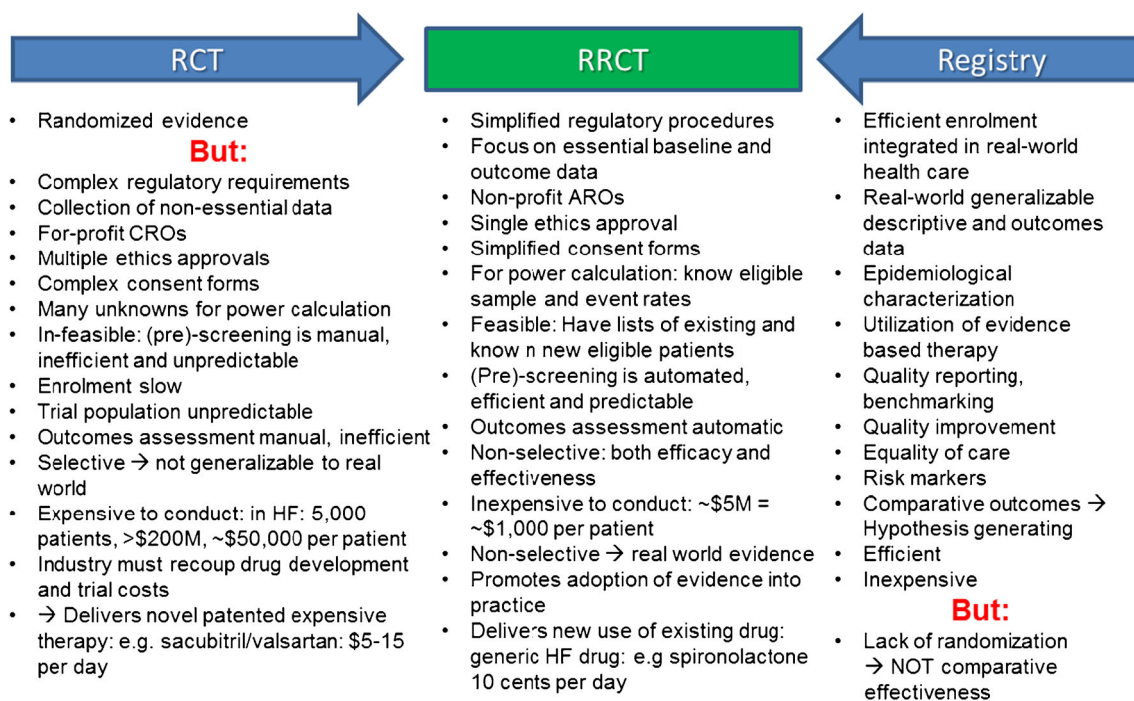 RCT
• Randomized evidence
But:
• Complex regulatory requirements
• Collection of non-essential data
• For-profit CROs
• Multiple ethics approvals
• Complex consent forms
• Many unknowns for power calculation
• In-feasible: (pre)-screening is manual,
inefficient and unpredictable
• Enrolment slow
• Trial population unpredictable
• Outcomes assessment manual, inefficient
• Selective → not generalizable to real
world
• Expensive to conduct: in HF: 5,000
patients, >$200M, ~$50,000 per patient
• Industry must recoup drug development
and trial costs
• → Delivers novel patented expensive
therapy: e.g. sacubitril/valsartan: $5-15
per day
RRCT
• Simplified regulatory procedures
• Focus on essential baseline and
outcome data
• Non-profit AROs
• Single ethics approval
• Simplified consent forms
• For power calculation: know eligible
sample and event rates
• Feasible: Have lists of existing and
know n new eligible patients
• (Pre)-screening is automated,
efficient and predictable
• Outcomes assessment automatic
• Non-selective: both efficacy and
effectiveness
• Inexpensive to conduct: ~$5M =
~$1,000 per patient
• Non-selective → real world evidence
• Promotes adoption of evidence into
practice
• Delivers new use of existing drug:
generic HF drug: e.g spironolactone
10 cents per day
Registry
• Efficient enrolment
integrated in real-world
health care
• Real-world generalizable
descriptive and outcomes
data
• Epidemiological
characterization
• Utilization of evidence
based therapy
• Quality reporting,
benchmarking
• Quality improvement
• Equality of care
• Risk markers
• Comparative outcomes →
Hypothesis generating
• Efficient
• Inexpensive
But:
• Lack of randomization
→ NOT comparative
effectiveness